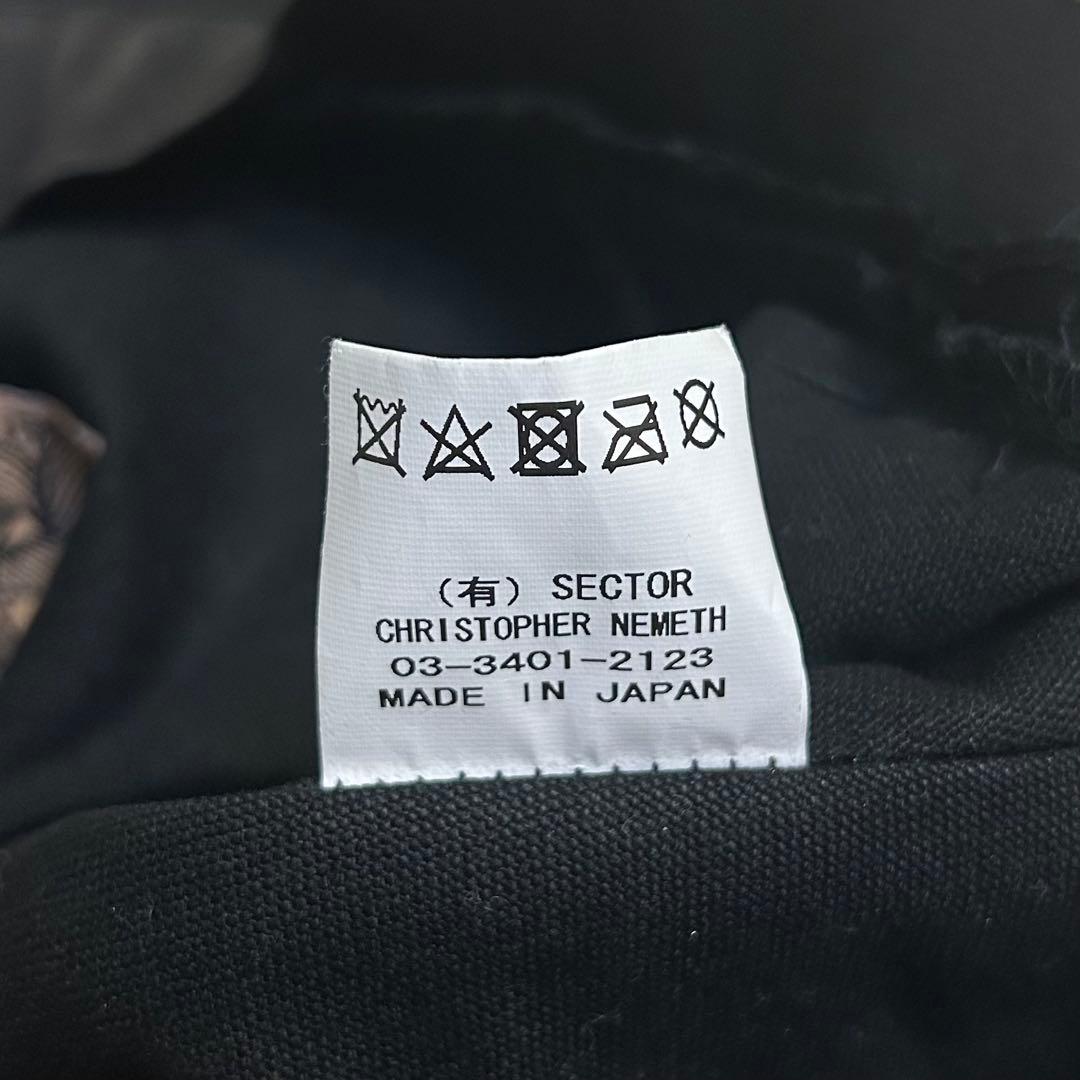 （有）SECTOR
CHRISTOPHER NEMETH
03-3401-2123
MADE IN JAPAN